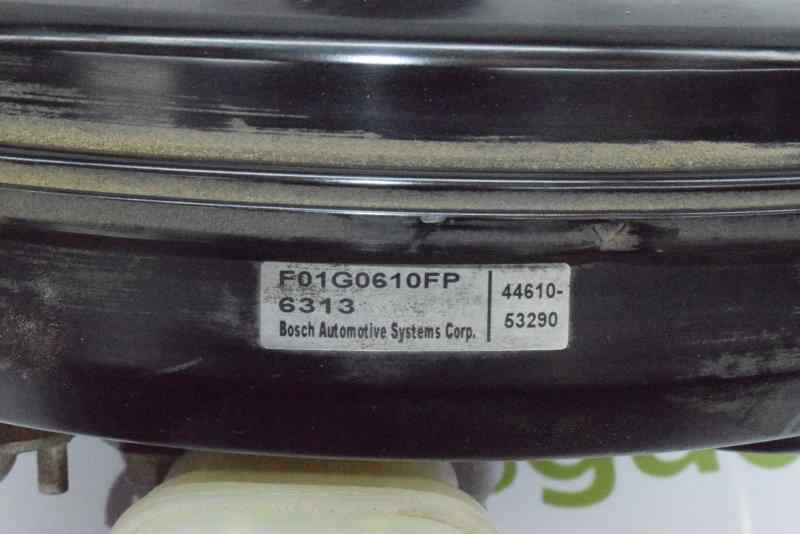 F01G0610FP
6313
Bosch Automotive Systems Corp.
44610-
53290